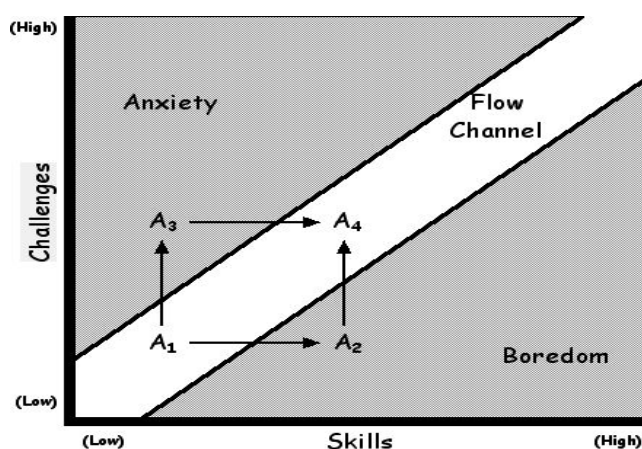 (High)
Anxiety
Flow
Channel
Challenges
A₃
A₄
A₁
A₂
Boredom
(Low)
(Low)
Skills
(High)